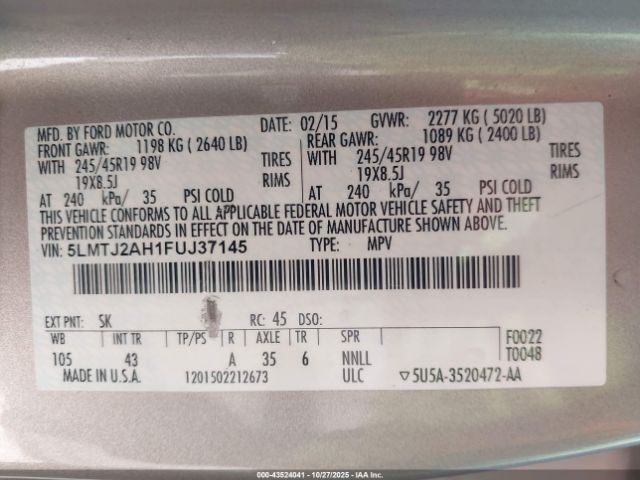 MFD. BY FORD MOTOR CO. DATE: 02/15 GVWR: 2277 KG ( 5020 LB)
FRONT GAWR: 1198 KG ( 2640 LB) REAR GAWR: 1089 KG ( 2400 LB)
WITH 245/45R19 98V TIRES WITH 245/45R19 98V TIRES
19X8.5J RIMS 19X8.5J RIMS
AT 240 kPa/ 35 PSI COLD AT 240 kPa/ 35 PSI COLD
THIS VEHICLE CONFORMS TO ALL APPLICABLE FEDERAL MOTOR VEHICLE SAFETY AND THEFT
PREVENTION STANDARDS IN EFFECT ON THE DATE OF MANUFACTURE SHOWN ABOVE.
VIN: 5LMTJ2AH1FUJ37145 TYPE: MPV
EXT PNT: SK RC: 45 DSO:
WB INT TR TP/PS R AXLE TR SPR F0022
105 43 A 35 6 NNLL T0048
MADE IN U.S.A. 1201502212673 ULC ▽5U5A-3520472-AA
000-43524041 - 10/27/2025 - IAA Inc.